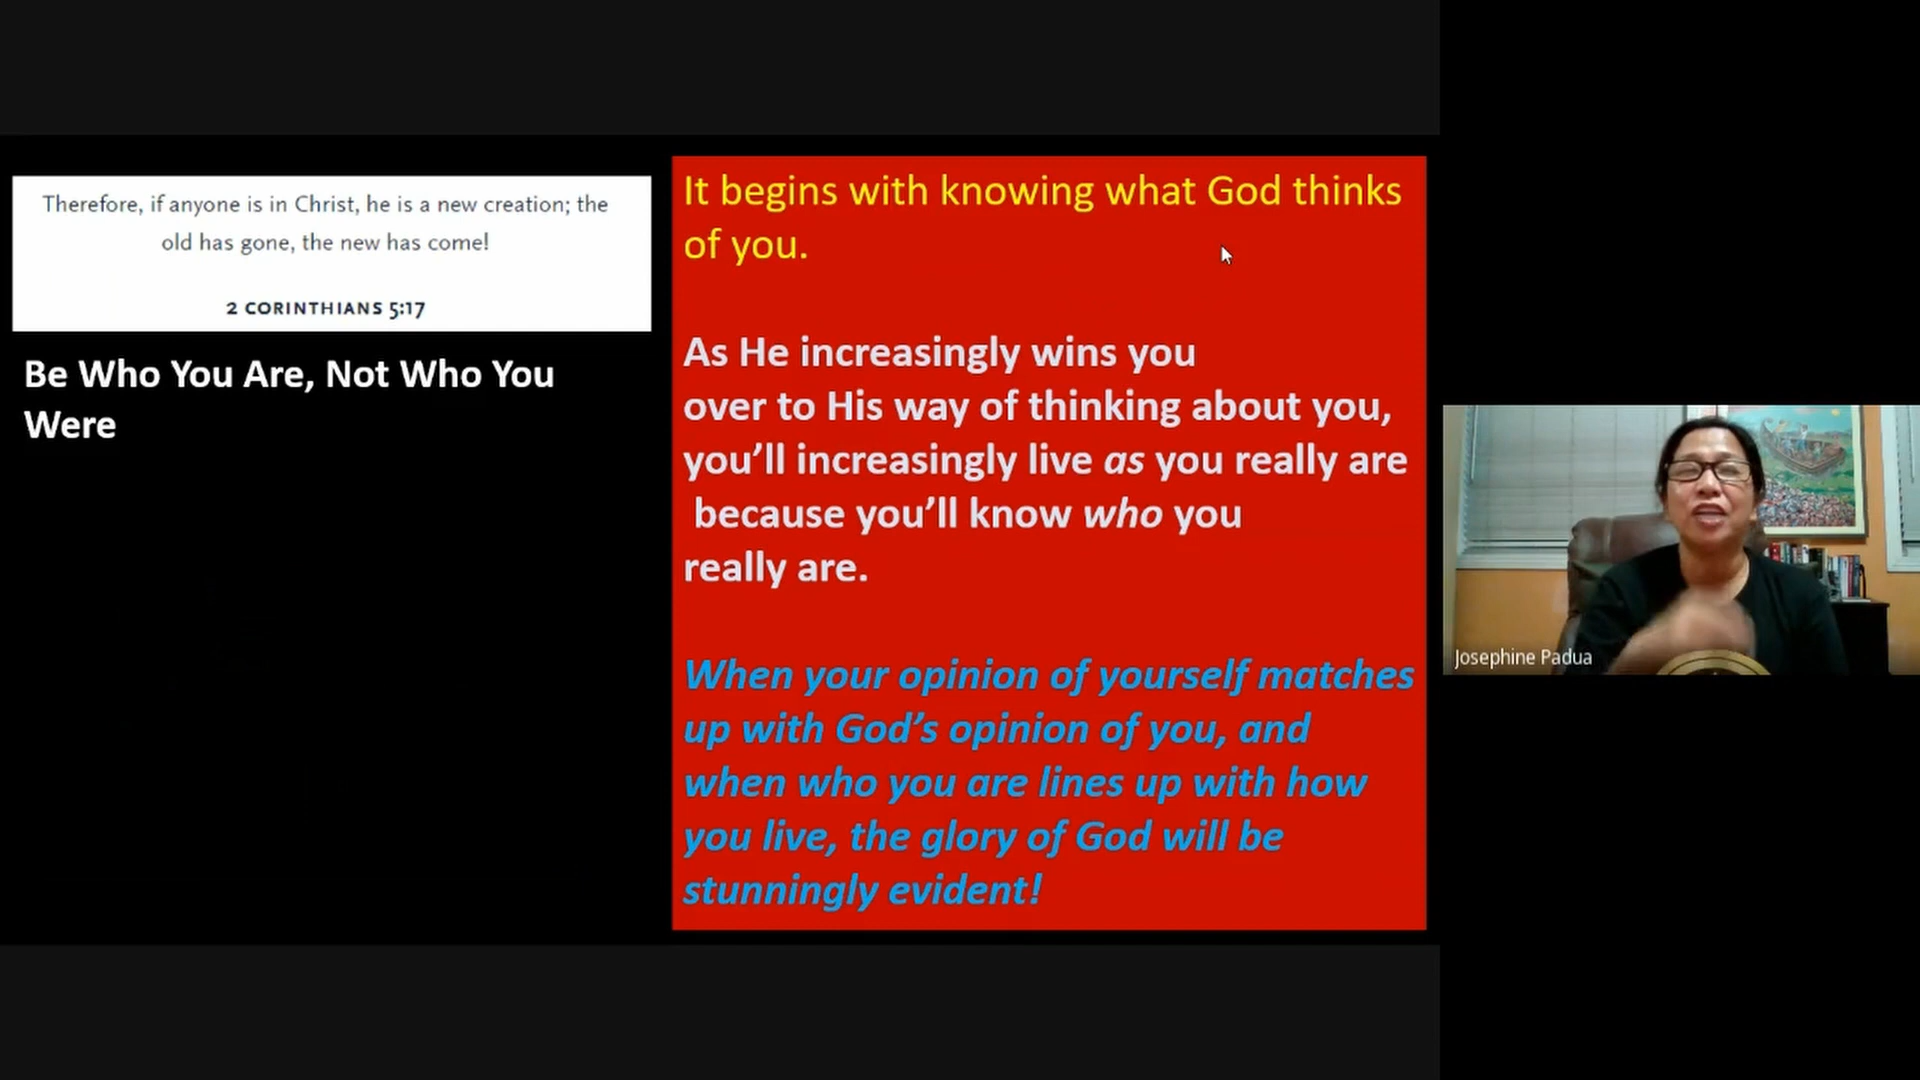 Therefore, if anyone is in Christ, he is a new creation; the
old has gone, the new has come!
2 CORINTHIANS 5:17
Be Who You Are, Not Who You
Were
It begins with knowing what God thinks
of you.
As He increasingly wins you
over to His way of thinking about you,
you’ll increasingly live as you really are
because you’ll know who you
really are.
When your opinion of yourself matches
up with God’s opinion of you, and
when who you are lines up with how
you live, the glory of God will be
stunningly evident!
Josephine Padua